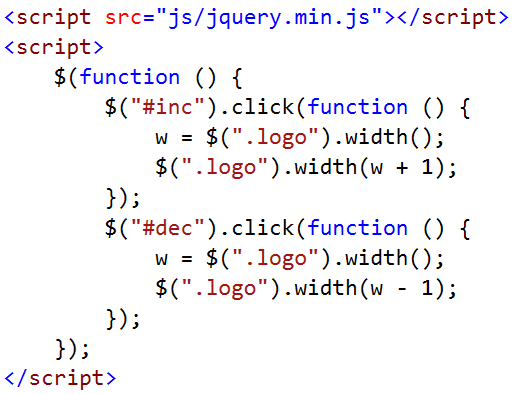 <script src="js/jquery.min.js"></script>
<script>
    $(function () {
        $("#inc").click(function () {
            w = $(".logo").width();
            $(".logo").width(w + 1);
        });
        $("#dec").click(function () {
            w = $(".logo").width();
            $(".logo").width(w - 1);
        });
    });
</script>